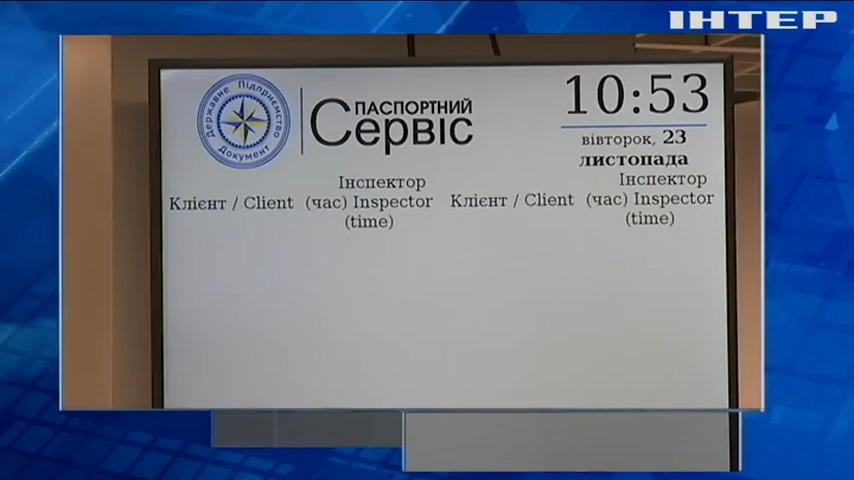 ІНТЕР
Державне Підприємство
Документ
ПАСПОРТНИЙ
Сервіс
10:53
вівторок, 23
листопада
Інспектор
Клієнт / Client (час) Inspector
(time)
Інспектор
Клієнт / Client (час) Inspector
(time)